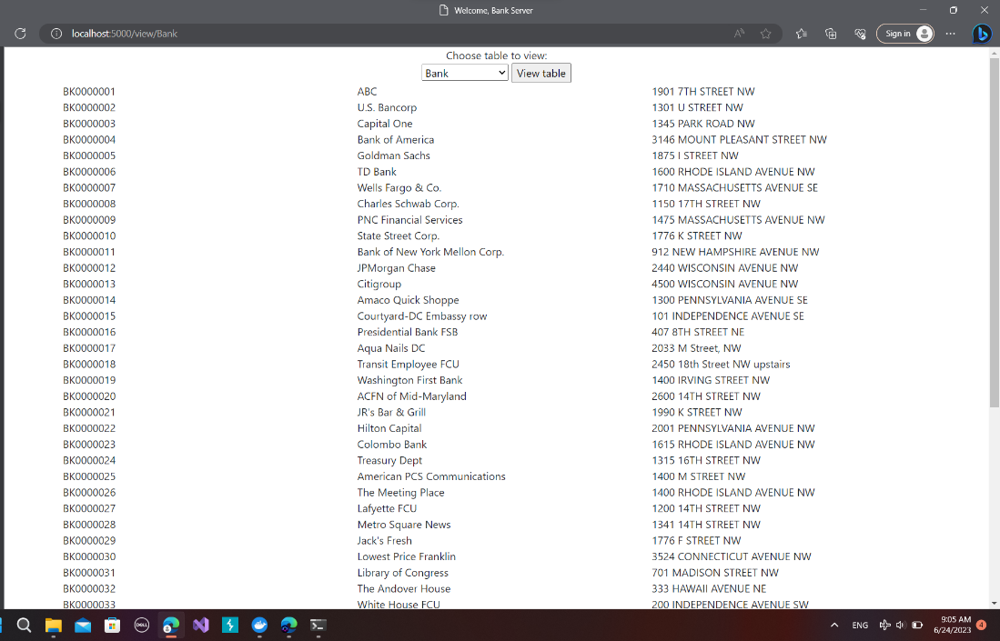 Welcome, Bank Server
localhost:5000/view/Bank
Sign in
Choose table to view:
Bank View table
BK0000001 ABC 1901 7TH STREET NW
BK0000002 U.S. Bancorp 1301 U STREET NW
BK0000003 Capital One 1345 PARK ROAD NW
BK0000004 Bank of America 3146 MOUNT PLEASANT STREET NW
BK0000005 Goldman Sachs 1875 I STREET NW
BK0000006 TD Bank 1600 RHODE ISLAND AVENUE NW
BK0000007 Wells Fargo & Co. 1710 MASSACHUSETTS AVENUE SE
BK0000008 Charles Schwab Corp. 1150 17TH STREET NW
BK0000009 PNC Financial Services 1475 MASSACHUSETTS AVENUE NW
BK0000010 State Street Corp. 1776 K STREET NW
BK0000011 Bank of New York Mellon Corp. 912 NEW HAMPSHIRE AVENUE NW
BK0000012 JPMorgan Chase 2440 WISCONSIN AVENUE NW
BK0000013 Citigroup 4500 WISCONSIN AVENUE NW
BK0000014 Amaco Quick Shoppe 1300 PENNSYLVANIA AVENUE SE
BK0000015 Courtyard-DC Embassy row 101 INDEPENDENCE AVENUE SE
BK0000016 Presidential Bank FSB 407 8TH STREET NE
BK0000017 Aqua Nails DC 2033 M Street, NW
BK0000018 Transit Employee FCU 2450 18th Street NW upstairs
BK0000019 Washington First Bank 1400 IRVING STREET NW
BK0000020 ACFN of Mid-Maryland 2600 14TH STREET NW
BK0000021 JR's Bar & Grill 1990 K STREET NW
BK0000022 Hilton Capital 2001 PENNSYLVANIA AVENUE NW
BK0000023 Colombo Bank 1615 RHODE ISLAND AVENUE NW
BK0000024 Treasury Dept 1315 16TH STREET NW
BK0000025 American PCS Communications 1400 M STREET NW
BK0000026 The Meeting Place 1400 RHODE ISLAND AVENUE NW
BK0000027 Lafyette FCU 1200 14TH STREET NW
BK0000028 Metro Square News 1341 14TH STREET NW
BK0000029 Jack's Fresh 1776 F STREET NW
BK0000030 Lowest Price Franklin 3524 CONNECTICUT AVENUE NW
BK0000031 Library of Congress 701 MADISON STREET NW
BK0000032 The Andover House 333 HAWAII AVENUE NE
BK0000033 White House FCU 200 INDEPENDENCE AVENUE SW
DELL
ENG
9:05 AM
6/24/2023
4